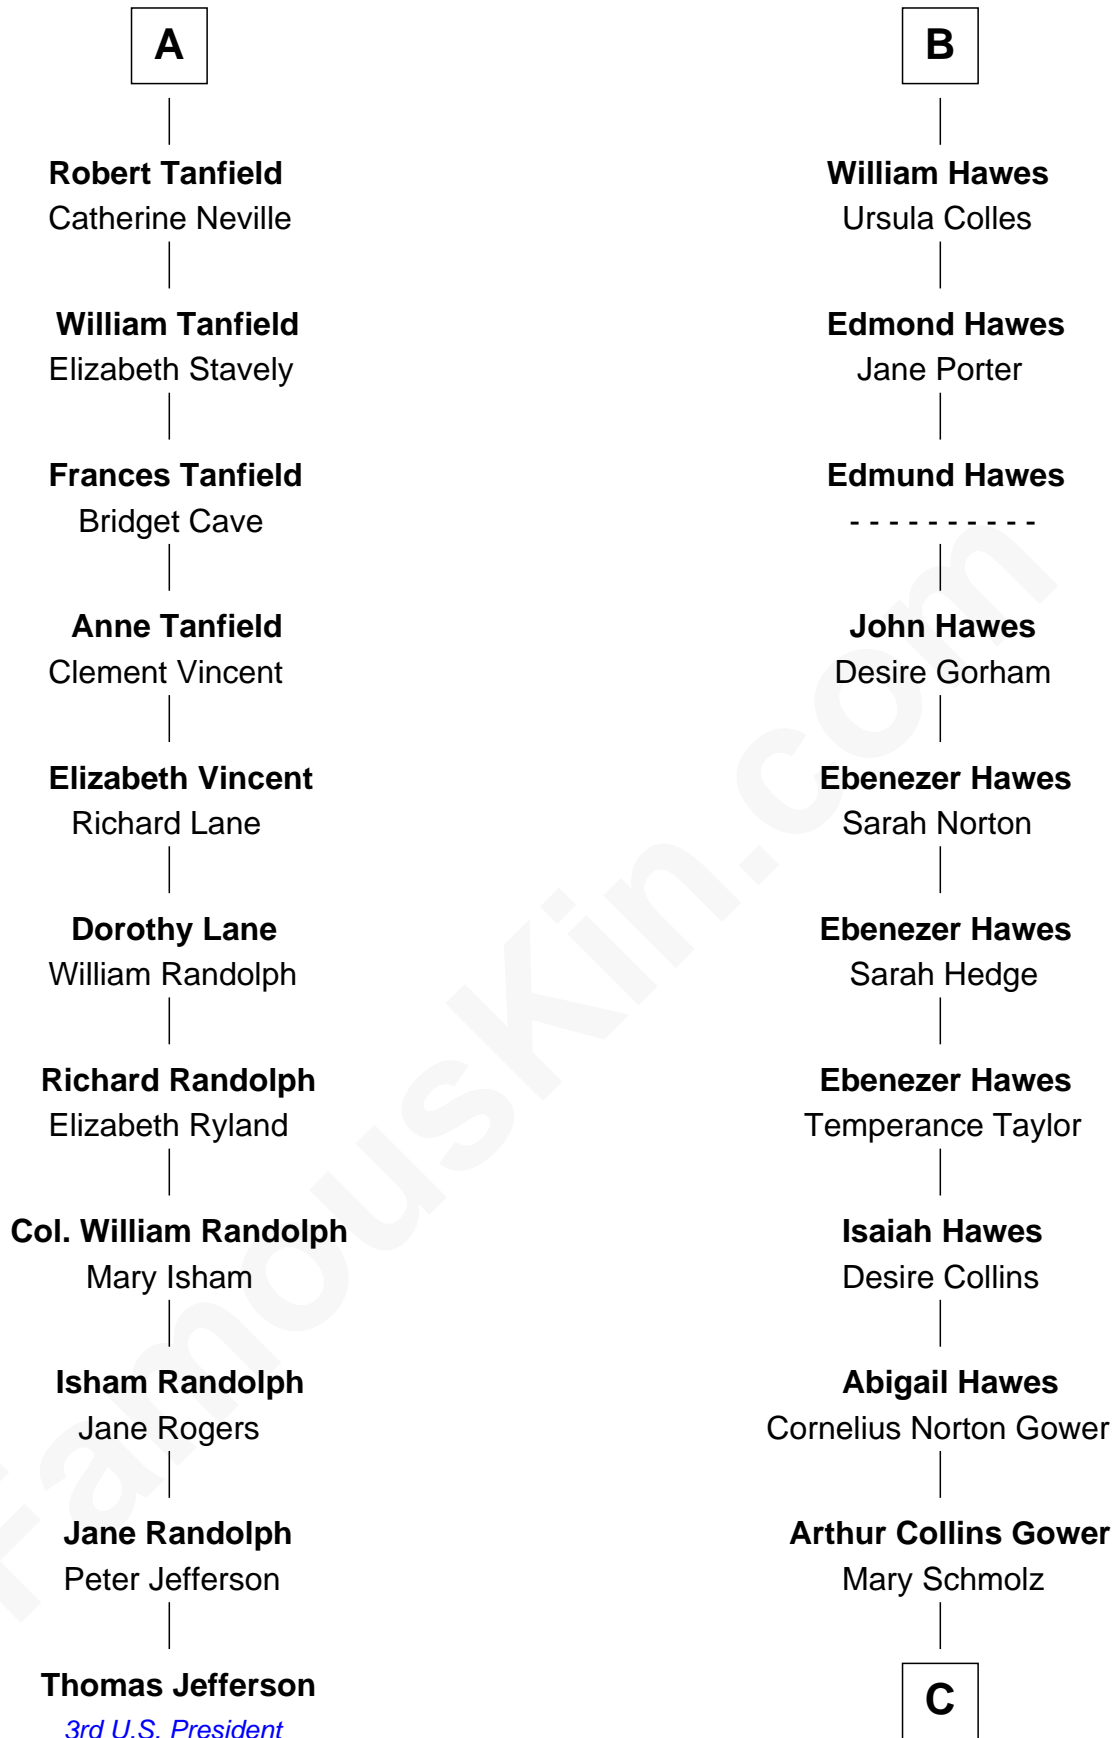 A
Robert Tanfield
Catherine Neville
William Tanfield
Elizabeth Stavely
Frances Tanfield
Bridget Cave
Anne Tanfield
Clement Vincent
Elizabeth Vincent
Richard Lane
Dorothy Lane
William Randolph
Richard Randolph
Elizabeth Ryland
Col. William Randolph
Mary Isham
Isham Randolph
Jane Rogers
Jane Randolph
Peter Jefferson
Thomas Jefferson
3rd U.S. President
B
William Hawes
Ursula Colles
Edmond Hawes
Jane Porter
Edmund Hawes
- - - - - - - - - -
John Hawes
Desire Gorham
Ebenezer Hawes
Sarah Norton
Ebenezer Hawes
Sarah Hedge
Ebenezer Hawes
Temperance Taylor
Isaiah Hawes
Desire Collins
Abigail Hawes
Cornelius Norton Gower
Arthur Collins Gower
Mary Schmolz
C
FamousKin.com